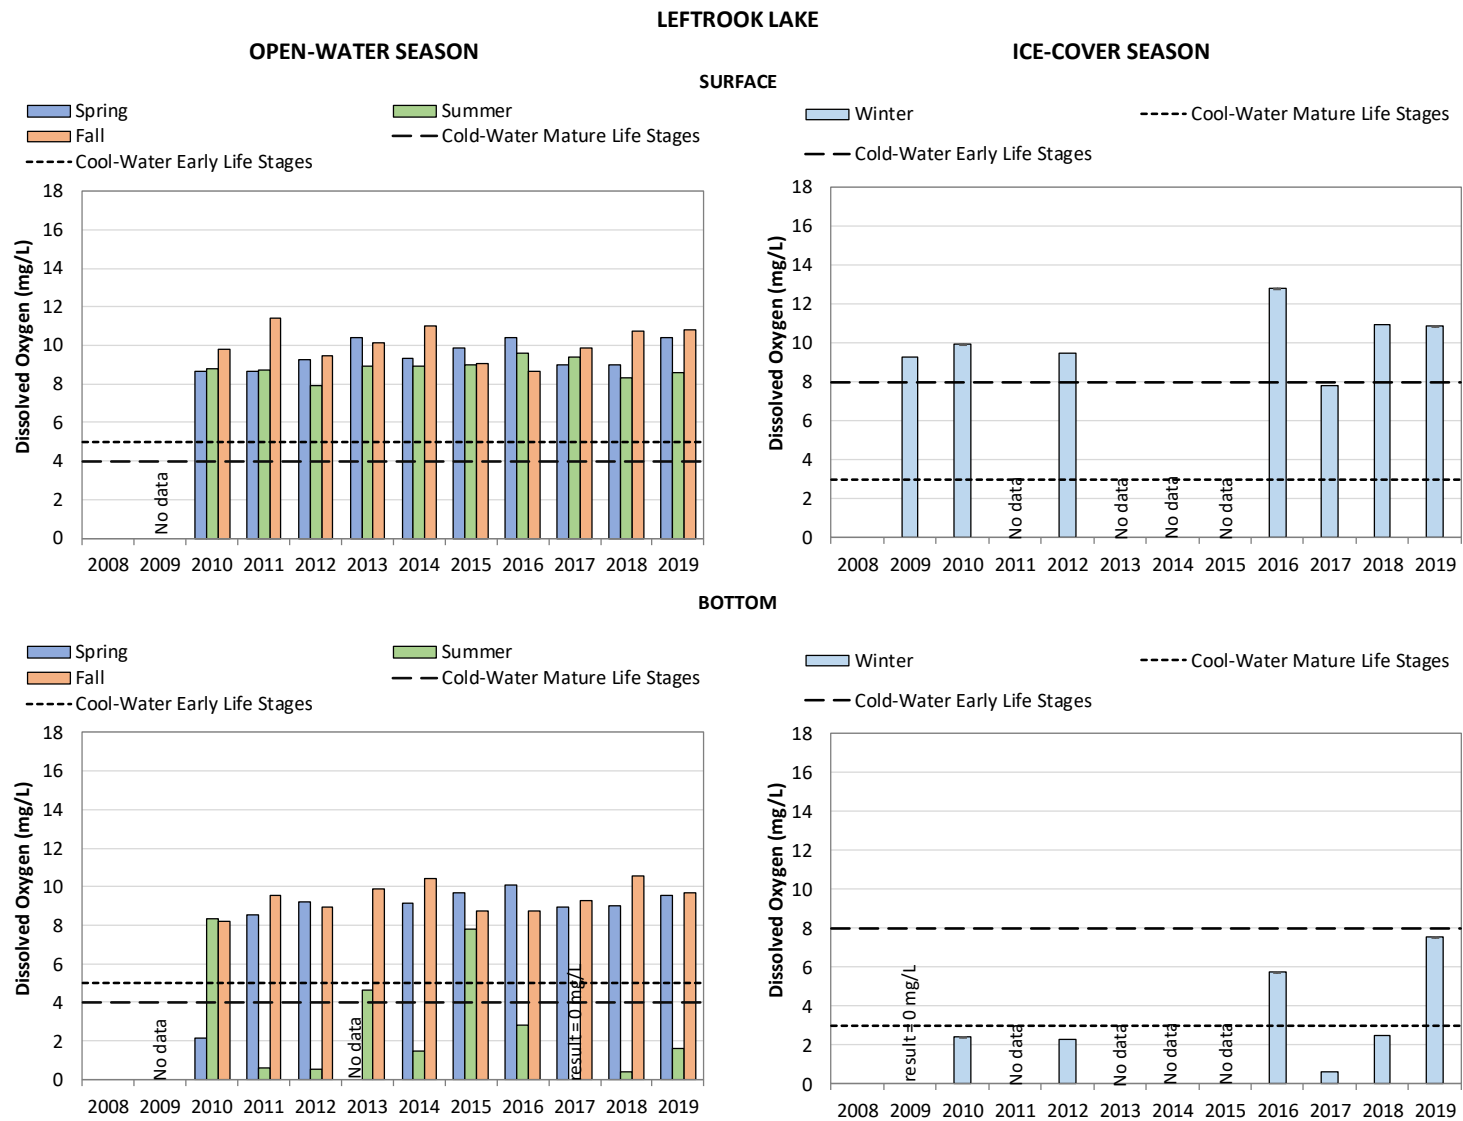 LEFTROOK LAKE
OPEN-WATER SEASON
ICE-COVER SEASON
SURFACE
Spring
Summer
Fall
Cold-Water Mature Life Stages
Cool-Water Early Life Stages
Dissolved Oxygen (mg/L)
18
16
14
12
10
8
6
4
2
0
No data
2008 2009 2010 2011 2012 2013 2014 2015 2016 2017 2018 2019
Winter
Cool-Water Mature Life Stages
Cold-Water Early Life Stages
Dissolved Oxygen (mg/L)
18
16
14
12
10
8
6
4
2
0
No data
No data
No data
No data
2008 2009 2010 2011 2012 2013 2014 2015 2016 2017 2018 2019
BOTTOM
Spring
Summer
Fall
Cold-Water Mature Life Stages
Cool-Water Early Life Stages
Dissolved Oxygen (mg/L)
18
16
14
12
10
8
6
4
2
0
No data
No data
result = 0 mg/L
2008 2009 2010 2011 2012 2013 2014 2015 2016 2017 2018 2019
Winter
Cool-Water Mature Life Stages
Cold-Water Early Life Stages
Dissolved Oxygen (mg/L)
18
16
14
12
10
8
6
4
2
0
result = 0 mg/L
No data
No data
No data
No data
2008 2009 2010 2011 2012 2013 2014 2015 2016 2017 2018 2019